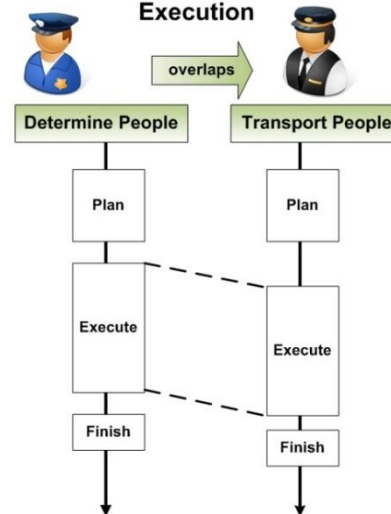 Execution
overlaps
Determine People
Transport People
Plan
Plan
Execute
Execute
Finish
Finish